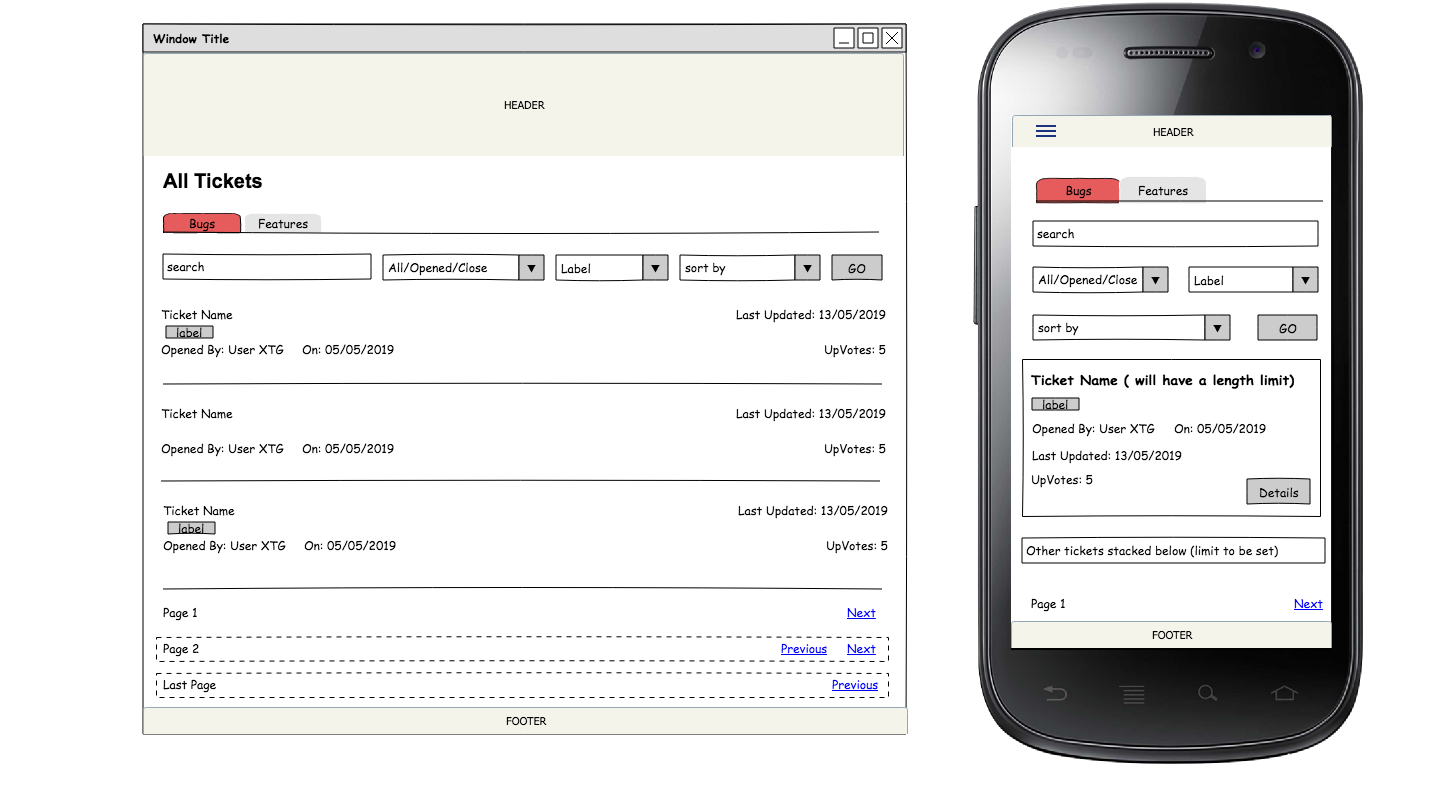 Window Title
HEADER
All Tickets
Bugs Features
search All/Opened/Close Label sort by GO
Ticket Name Last Updated: 13/05/2019
label
Opened By: User XTG On: 05/05/2019 UpVotes: 5
Ticket Name Last Updated: 13/05/2019
Opened By: User XTG On: 05/05/2019 UpVotes: 5
Ticket Name Last Updated: 13/05/2019
label
Opened By: User XTG On: 05/05/2019 UpVotes: 5
Page 1 Next
Page 2 Previous Next
Last Page Previous
FOOTER
HEADER
Bugs Features
search
All/Opened/Close Label
sort by GO
Ticket Name ( will have a length limit)
label
Opened By: User XTG On: 05/05/2019
Last Updated: 13/05/2019
UpVotes: 5
Details
Other tickets stacked below (limit to be set)
Page 1 Next
FOOTER